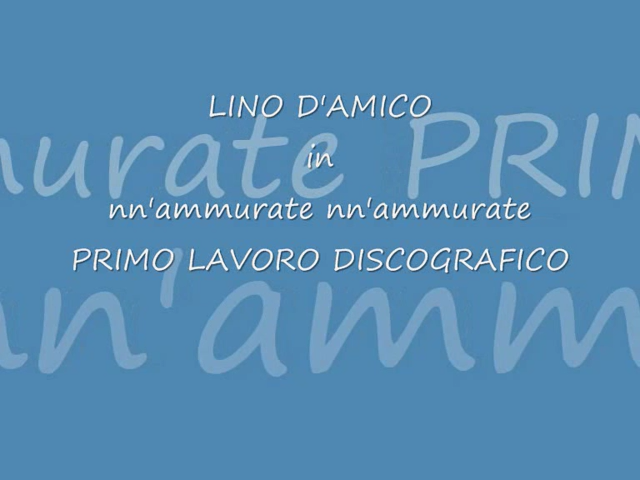 LINO D'AMICO
in
nn'ammurate nn'ammurate
PRIMO LAVORO DISCOGRAFICO